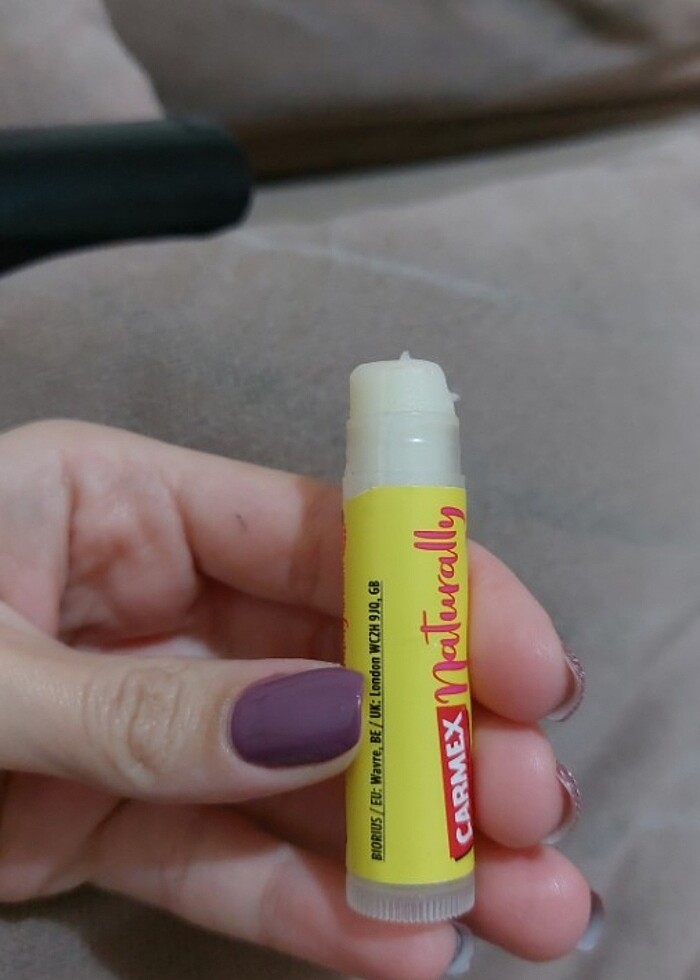 BIORIUS / EU: Wavre, BE / UK: London WC2H 9JQ, GB
CARMEX Naturally